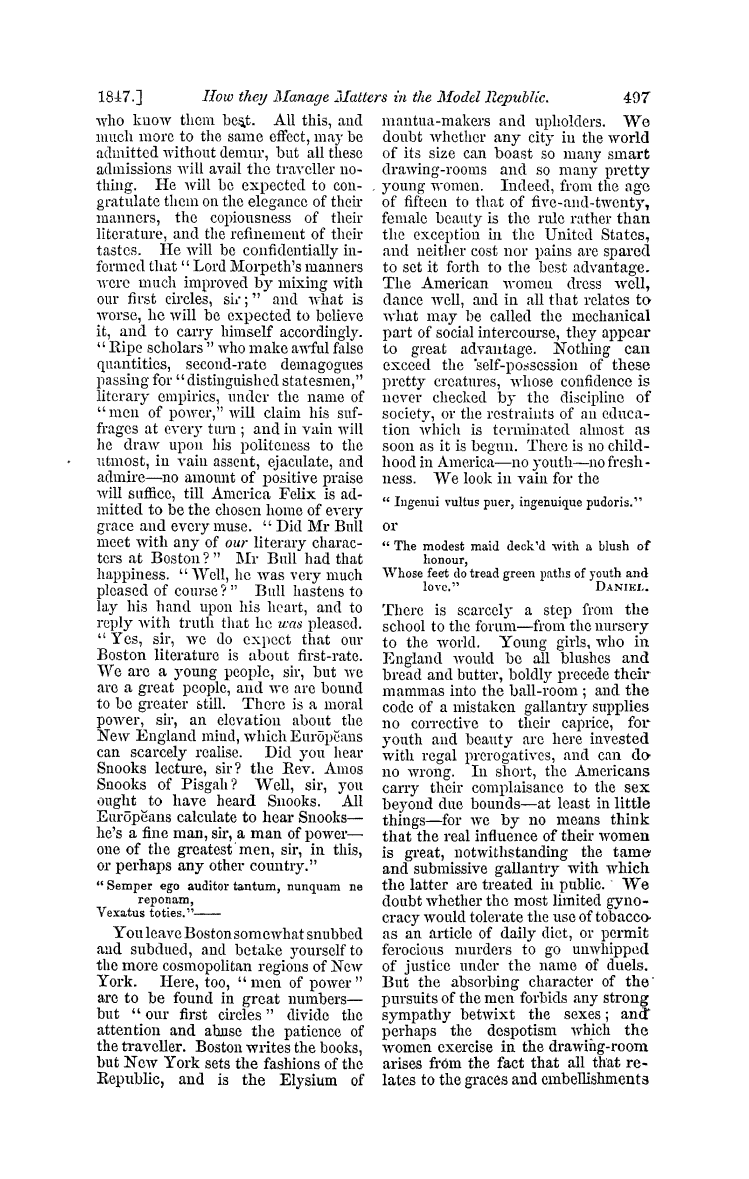 1847.] How they Manage Matters in the Model Republic. 497
who know them best. All this, and
much more to the same effect, may be
admitted without demur, but all these
admissions will avail the traveller no-
thing. He will be expected to con-
gratulate them on the elegance of their
manners, the copiousness of their
literature, and the refinement of their
tastes. He will be confidentially in-
formed that "Lord Morpeth's manners
were much improved by mixing with
our first circles, sir;" and what is
worse, he will be expected to believe
it, and to carry himself accordingly.
"Ripe scholars" who make awful false
quantities, second-rate demagogues
passing for "distinguished statesmen,"
literary empirics, under the name of
"men of power," will claim his suf-
frages at every turn; and in vain will
he draw upon his politeness to the
utmost, in vain assent, ejaculate, and
admire—no amount of positive praise
will suffice, till America Felix is ad-
mitted to be the chosen home of every
grace and every muse. "Did Mr Bull
meet with any of our literary charac-
ters at Boston?" Mr Bull had that
happiness. "Well, he was very much
pleased of course?" Bull hastens to
lay his hand upon his heart, and to
reply with truth that he was pleased.
"Yes, sir, we do expect that our
Boston literature is about first-rate.
We are a young people, sir, but we
are a great people, and we are bound
to be greater still. There is a moral
power, sir, an elevation about the
New England mind, which Eurōpĕans
can scarcely realise. Did you hear
Snooks lecture, sir? the Rev. Amos
Snooks of Pisgah? Well, sir, you
ought to have heard Snooks. All
Eurōpĕans calculate to hear Snooks—
he's a fine man, sir, a man of power—
one of the greatest men, sir, in this,
or perhaps any other country."
"Semper ego auditor tantum, nunquam ne
reponam,
Vexatus toties."——
You leave Boston somewhat snubbed
and subdued, and betake yourself to
the more cosmopolitan regions of New
York. Here, too, "men of power"
are to be found in great numbers—
but "our first circles" divide the
attention and abuse the patience of
the traveller. Boston writes the books,
but New York sets the fashions of the
Republic, and is the Elysium of
mantua-makers and upholders. We
doubt whether any city in the world
of its size can boast so many smart
drawing-rooms and so many pretty
young women. Indeed, from the age
of fifteen to that of five-and-twenty,
female beauty is the rule rather than
the exception in the United States,
and neither cost nor pains are spared
to set it forth to the best advantage.
The American women dress well,
dance well, and in all that relates to
what may be called the mechanical
part of social intercourse, they appear
to great advantage. Nothing can
exceed the self-possession of these
pretty creatures, whose confidence is
never checked by the discipline of
society, or the restraints of an educa-
tion which is terminated almost as
soon as it is begun. There is no child-
hood in America—no youth—no fresh-
ness. We look in vain for the
"Ingenui vultus puer, ingenuique pudoris."
or
"The modest maid deck'd with a blush of
honour,
Whose feet do tread green paths of youth and
love." DANIEL.
There is scarcely a step from the
school to the forum—from the nursery
to the world. Young girls, who in
England would be all blushes and
bread and butter, boldly precede their
mammas into the ball-room; and the
code of a mistaken gallantry supplies
no corrective to their caprice, for
youth and beauty are here invested
with regal prerogatives, and can do
no wrong. In short, the Americans
carry their complaisance to the sex
beyond due bounds—at least in little
things—for we by no means think
that the real influence of their women
is great, notwithstanding the tame
and submissive gallantry with which
the latter are treated in public. We
doubt whether the most limited gyno-
cracy would tolerate the use of tobacco
as an article of daily diet, or permit
ferocious murders to go unwhipped
of justice under the name of duels.
But the absorbing character of the
pursuits of the men forbids any strong
sympathy betwixt the sexes; and
perhaps the despotism which the
women exercise in the drawing-room
arises from the fact that all that re-
lates to the graces and embellishments